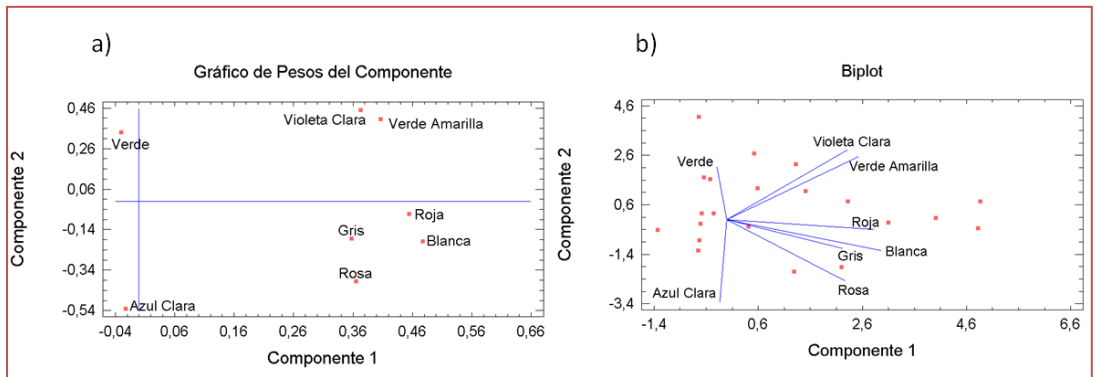 a)
Gráfico de Pesos del Componente
0,46
0,26
0,06
-0,14
-0,34
-0,54
Componente 2
Violeta Clara
Verde Amarilla
Verde
Roja
Gris
Blanca
Rosa
Azul Clara
-0,04 0,06 0,16 0,26 0,36 0,46 0,56 0,66
Componente 1
b)
Biplot
4,6
2,6
0,6
-1,4
-3,4
Componente 2
Violeta Clara
Verde
Verde Amarilla
Roja
Blanca
Gris
Rosa
Azul Clara
-1,4 0,6 2,6 4,6 6,6
Componente 1